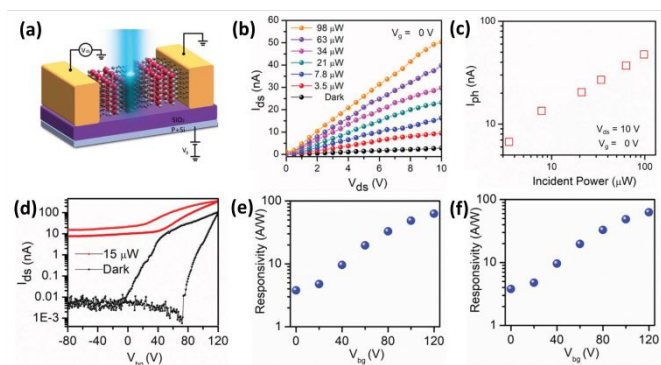 (a)
Vds
SiO₂
P+Si
Vg
(b)
50
40
30
20
10
0
Ids (nA)
98 μW
63 μW
34 μW
21 μW
7.8 μW
3.5 μW
Dark
Vg = 0 V
0 2 4 6 8 10
Vds (V)
(c)
Iph (nA)
100
10
Vds = 10 V
Vg = 0 V
10 100
Incident Power (μW)
(d)
Ids (nA)
100
10
1
0.1
0.01
1E-3
15 μW
Dark
-80 -40 0 40 80 120
Vbg (V)
(e)
Responsivity (A/W)
100
10
1
0 20 40 60 80 100 120
Vbg (V)
(f)
Responsivity (A/W)
100
10
1
0 20 40 60 80 100 120
Vbg (V)